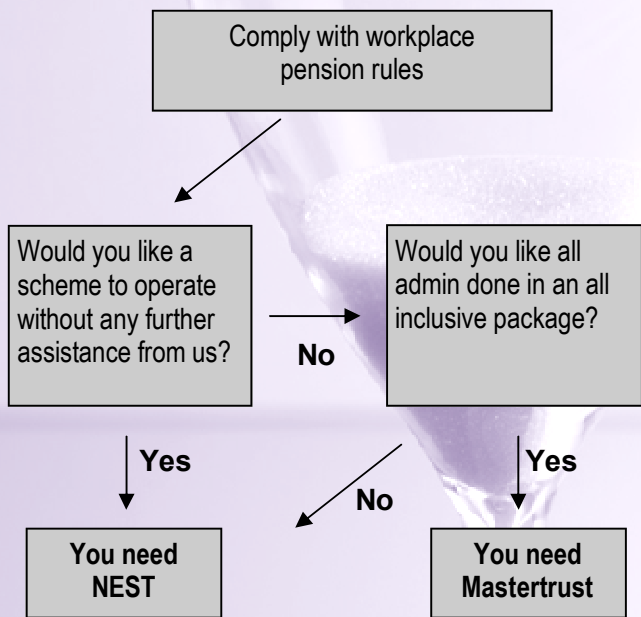 Comply with workplace
pension rules
Would you like a
scheme to operate
without any further
assistance from us?
No
Would you like all
admin done in an all
inclusive package?
Yes
No
Yes
You need
NEST
You need
Mastertrust